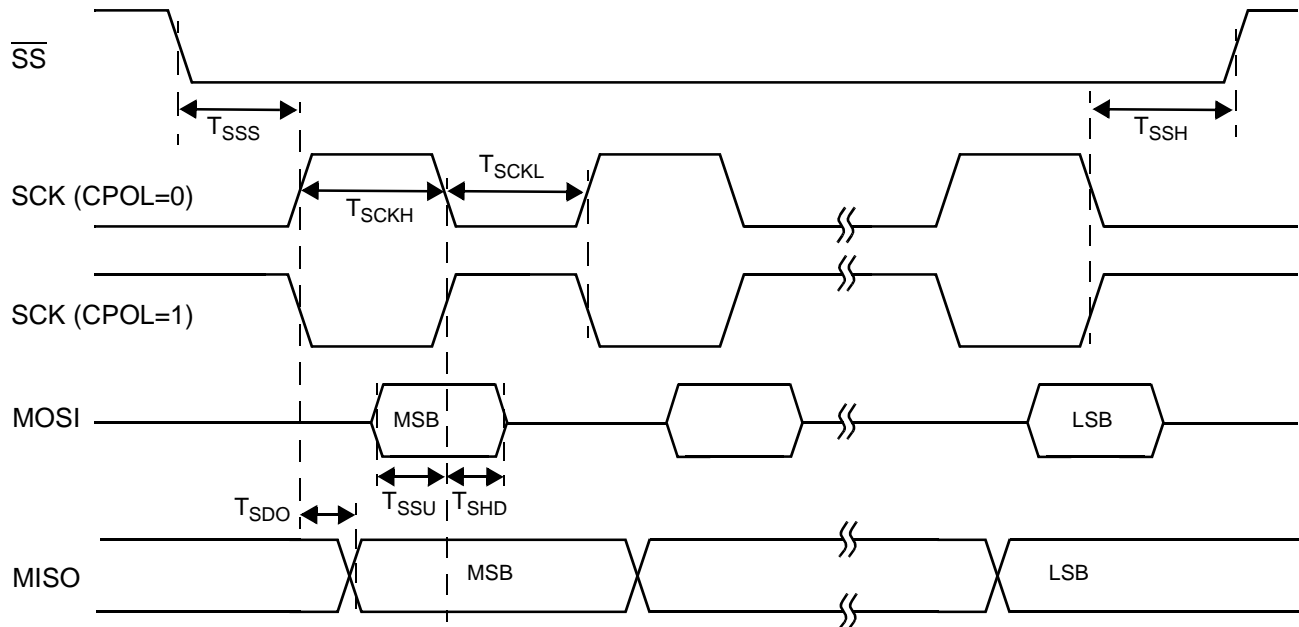 SS
TSSS
TSSH
SCK (CPOL=0)
TSCKH
TSCKL
SCK (CPOL=1)
MOSI
MSB
LSB
TSSU
TSHD
TSDO
MISO
MSB
LSB